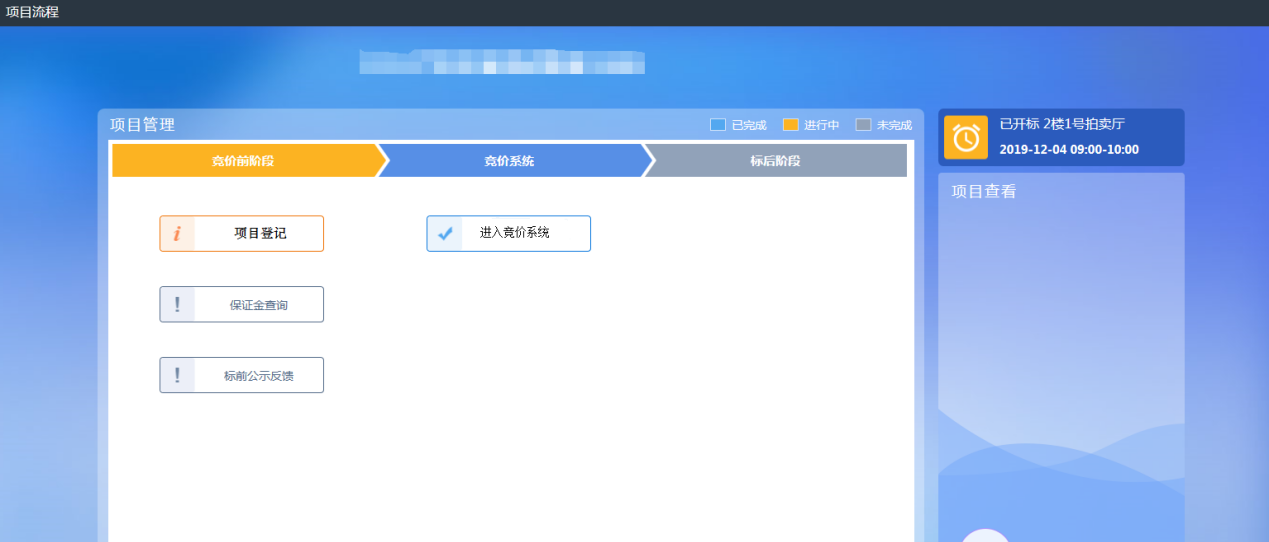 项目流程
项目管理
已完成 进行中 未完成
竞价前阶段 竞价系统 标后阶段
项目登记 进入竞价系统
保证金查询
标前公示反馈
已开标 2楼1号拍卖厅
2019-12-04 09:00-10:00
项目查看